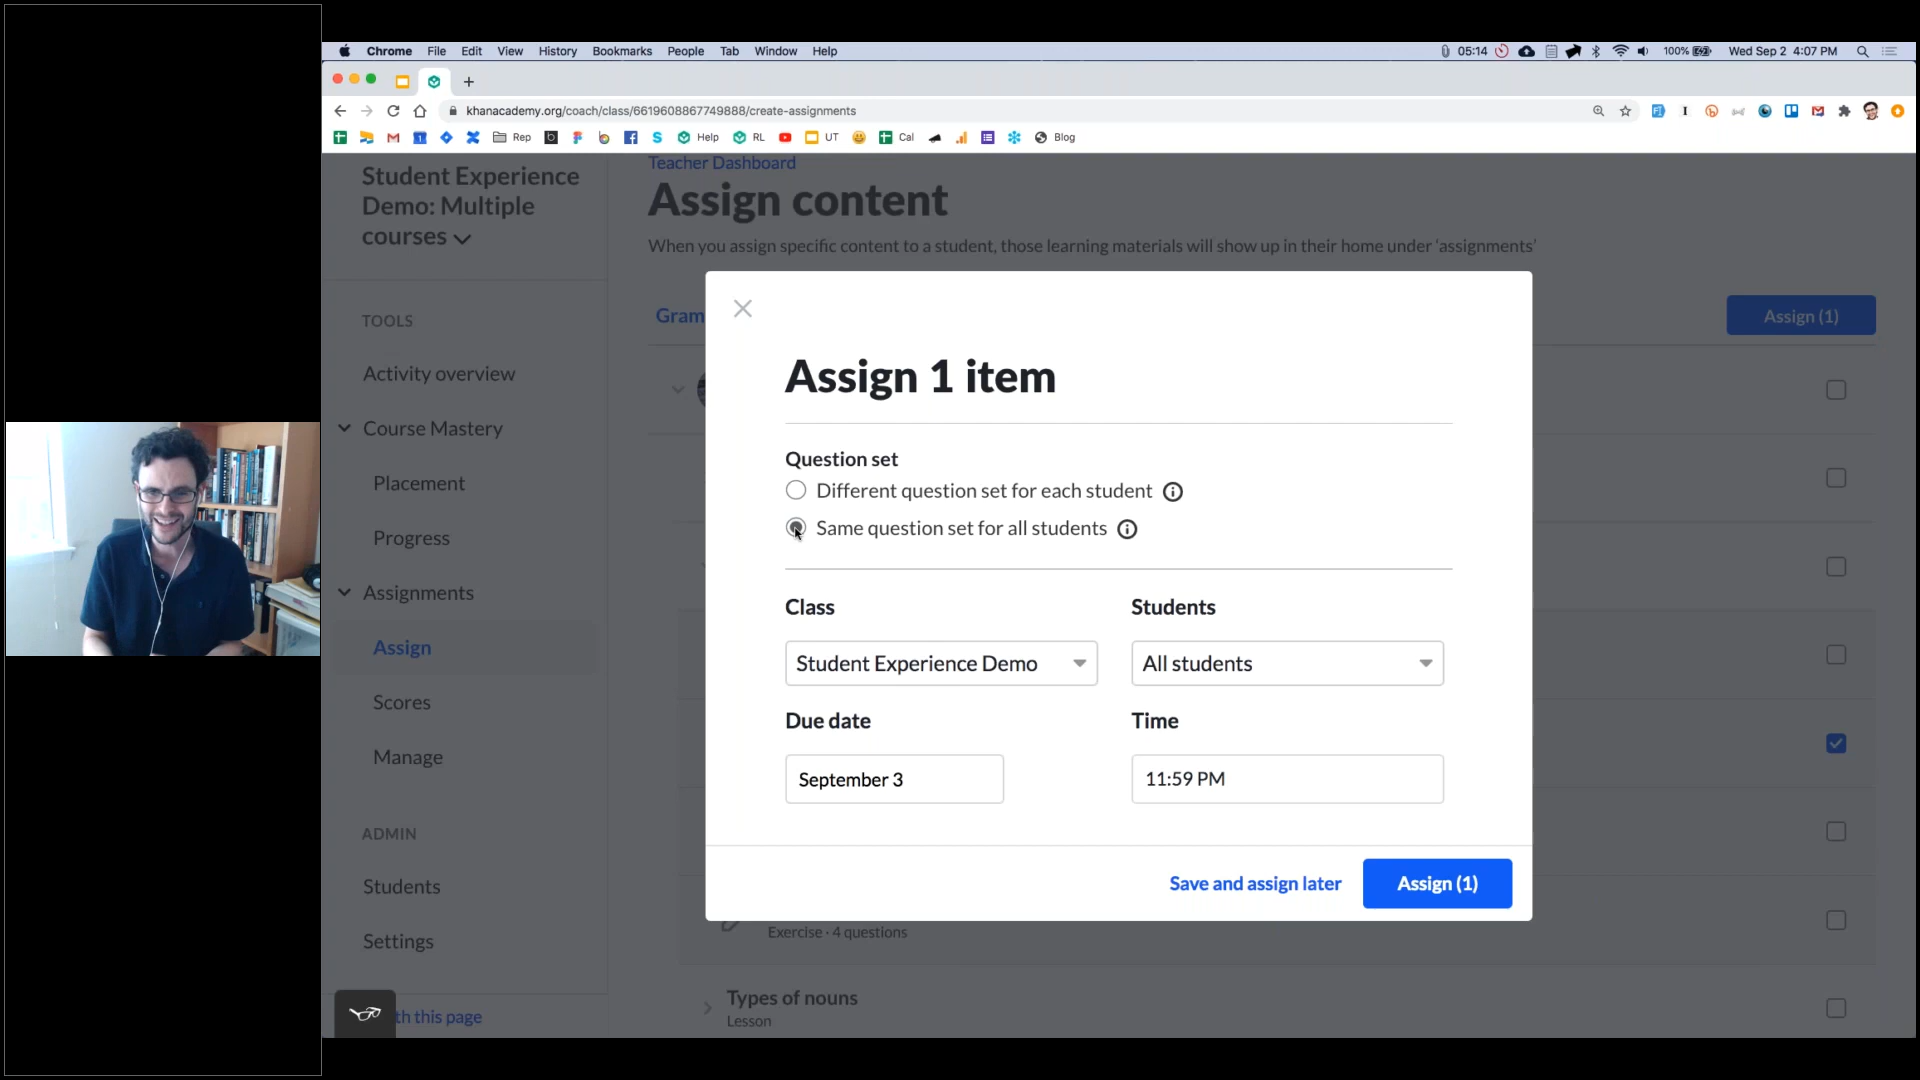 Chrome File Edit View History Bookmarks People Tab Window Help
05:14 100% Wed Sep 2 4:07 PM
khanacademy.org/coach/class/6619608867749888/create-assignments
Rep Help RL UT Cal Blog
Student Experience
Demo: Multiple
courses
TOOLS
Activity overview
Course Mastery
Placement
Progress
Assignments
Assign
Scores
Manage
ADMIN
Students
Settings
th this page
Teacher Dashboard
Assign content
When you assign specific content to a student, those learning materials will show up in their home under ‘assignments’
Gram
Assign (1)
Assign 1 item
Question set
Different question set for each student
Same question set for all students
Class
Students
Student Experience Demo
All students
Due date
Time
September 3
11:59 PM
Save and assign later
Assign (1)
Exercise · 4 questions
Types of nouns
Lesson